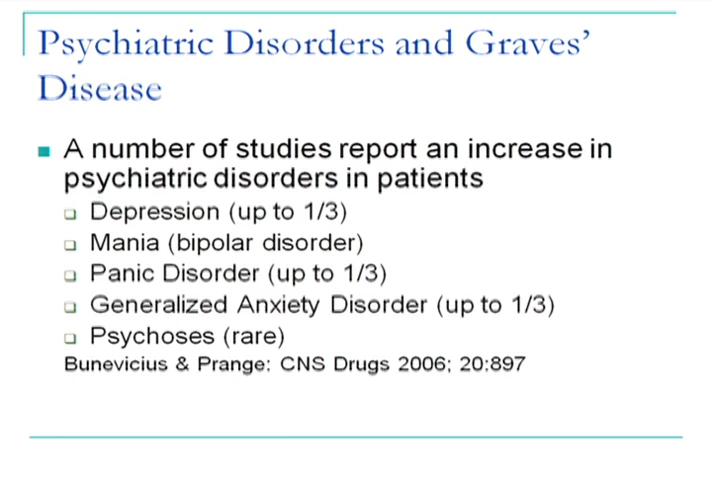 Psychiatric Disorders and Graves’
Disease
A number of studies report an increase in
psychiatric disorders in patients
Depression (up to 1/3)
Mania (bipolar disorder)
Panic Disorder (up to 1/3)
Generalized Anxiety Disorder (up to 1/3)
Psychoses (rare)
Bunevicius & Prange: CNS Drugs 2006; 20:897